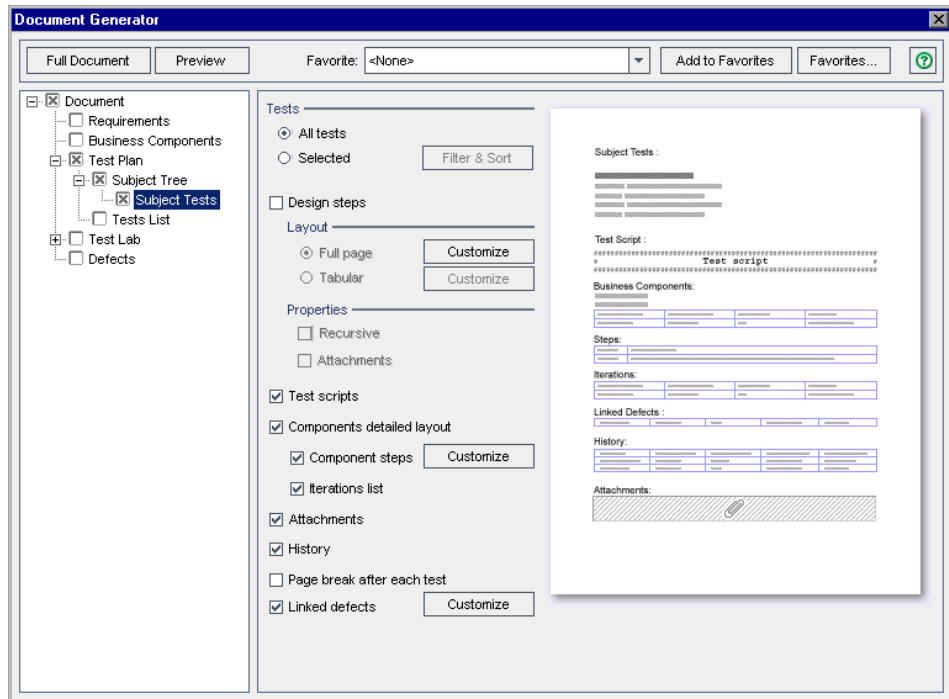 Document Generator
Full Document Preview Favorite: <None> Add to Favorites Favorites...
Document
Requirements
Business Components
Test Plan
Subject Tree
Subject Tests
Tests List
Test Lab
Defects
Tests
All tests
Selected Filter & Sort
Design steps
Layout
Full page Customize
Tabular Customize
Properties
Recursive
Attachments
Test scripts
Components detailed layout
Component steps Customize
Iterations list
Attachments
History
Page break after each test
Linked defects Customize
Subject Tests :
Test Script :
# Test script #
Business Components:
Steps:
Iterations:
Linked Defects :
History:
Attachments: